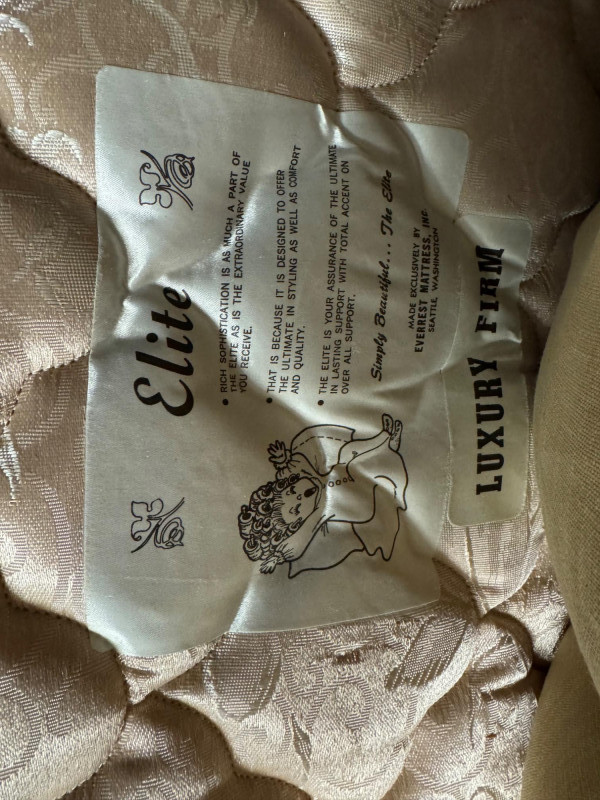 Elite
• RICH SOPHISTICATION IS AS MUCH A PART OF
THE ELITE AS IS THE EXTRAORDINARY VALUE
YOU RECEIVE.
• THAT IS BECAUSE IT IS DESIGNED TO OFFER
THE ULTIMATE IN STYLING AS WELL AS COMFORT
AND QUALITY.
• THE ELITE IS YOUR ASSURANCE OF THE ULTIMATE
IN LASTING SUPPORT WITH TOTAL ACCENT ON
OVER ALL SUPPORT.
Simply Beautiful... The Elite
MADE EXCLUSIVELY BY
EVERREST MATTRESS, INC.
SEATTLE, WASHINGTON
LUXURY FIRM